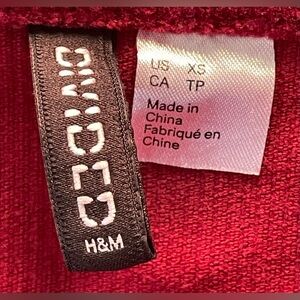 DIVIDED
H&M
US XS
CA TP
Made in
China
Fabriqué en
Chine